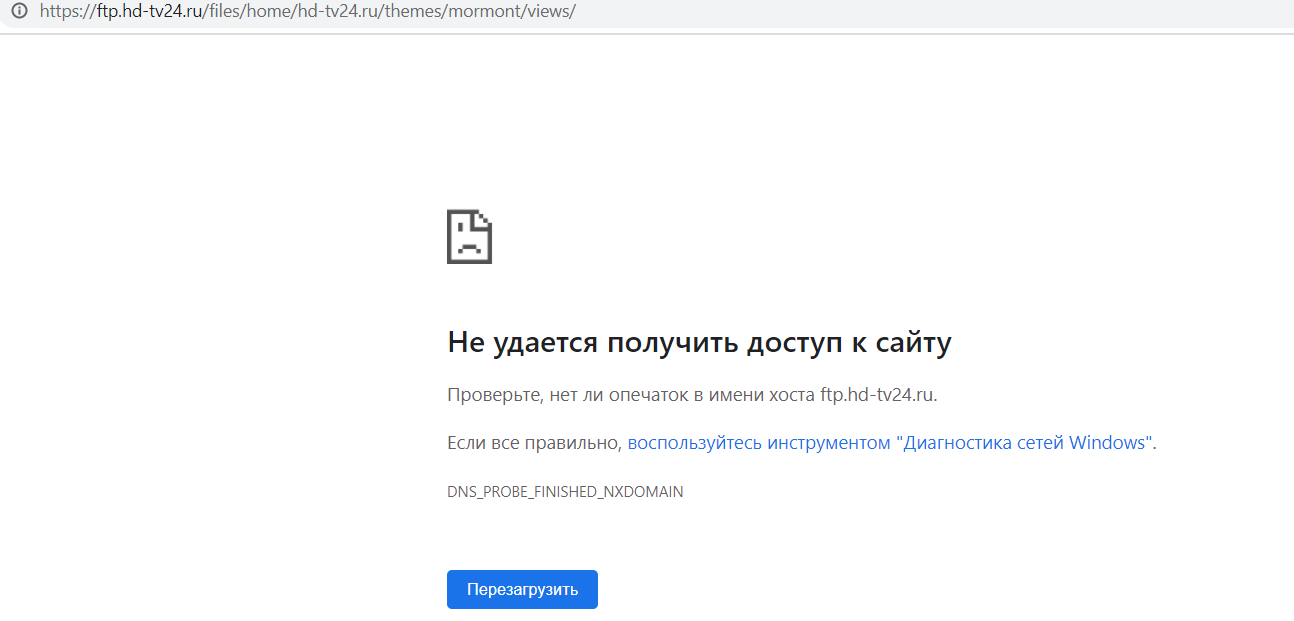 https://ftp.hd-tv24.ru/files/home/hd-tv24.ru/themes/mormont/views/
Не удается получить доступ к сайту
Проверьте, нет ли опечаток в имени хоста ftp.hd-tv24.ru.
Если все правильно, воспользуйтесь инструментом "Диагностика сетей Windows".
DNS_PROBE_FINISHED_NXDOMAIN
Перезагрузить